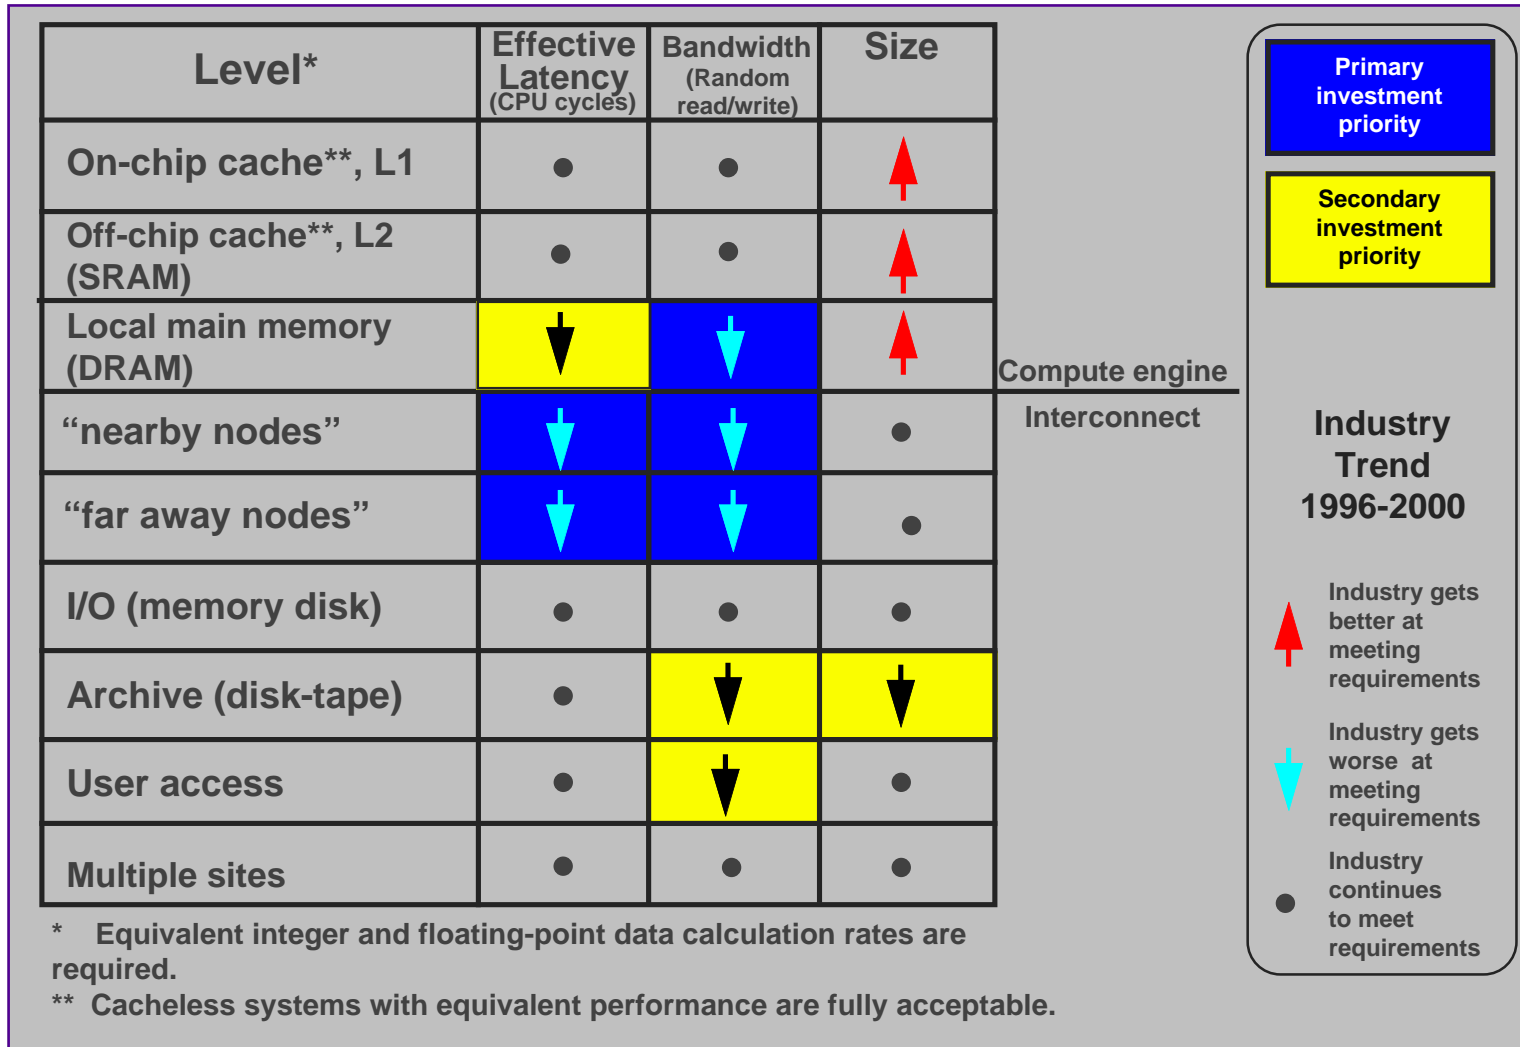 Level*
Effective
Latency
(CPU cycles)
Bandwidth
(Random
read/write)
Size
On-chip cache**, L1
Off-chip cache**, L2
(SRAM)
Local main memory
(DRAM)
“nearby nodes”
“far away nodes”
I/O (memory disk)
Archive (disk-tape)
User access
Multiple sites
Compute engine
Interconnect
Primary
investment
priority
Secondary
investment
priority
Industry
Trend
1996-2000
Industry gets
better at
meeting
requirements
Industry gets
worse at
meeting
requirements
Industry
continues
to meet
requirements
* Equivalent integer and floating-point data calculation rates are
required.
** Cacheless systems with equivalent performance are fully acceptable.